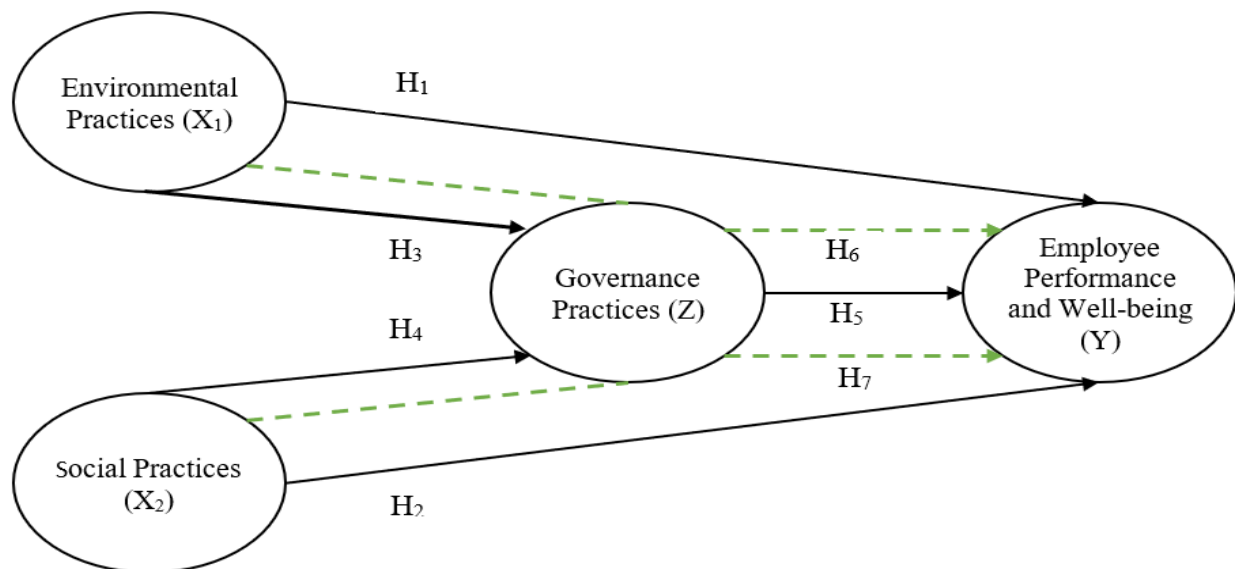 Environmental
Practices (X₁)
H₁
H₃
Governance
Practices (Z)
H₆
H₅
H₇
Employee
Performance
and Well-being
(Y)
H₄
Social Practices
(X₂)
H₂